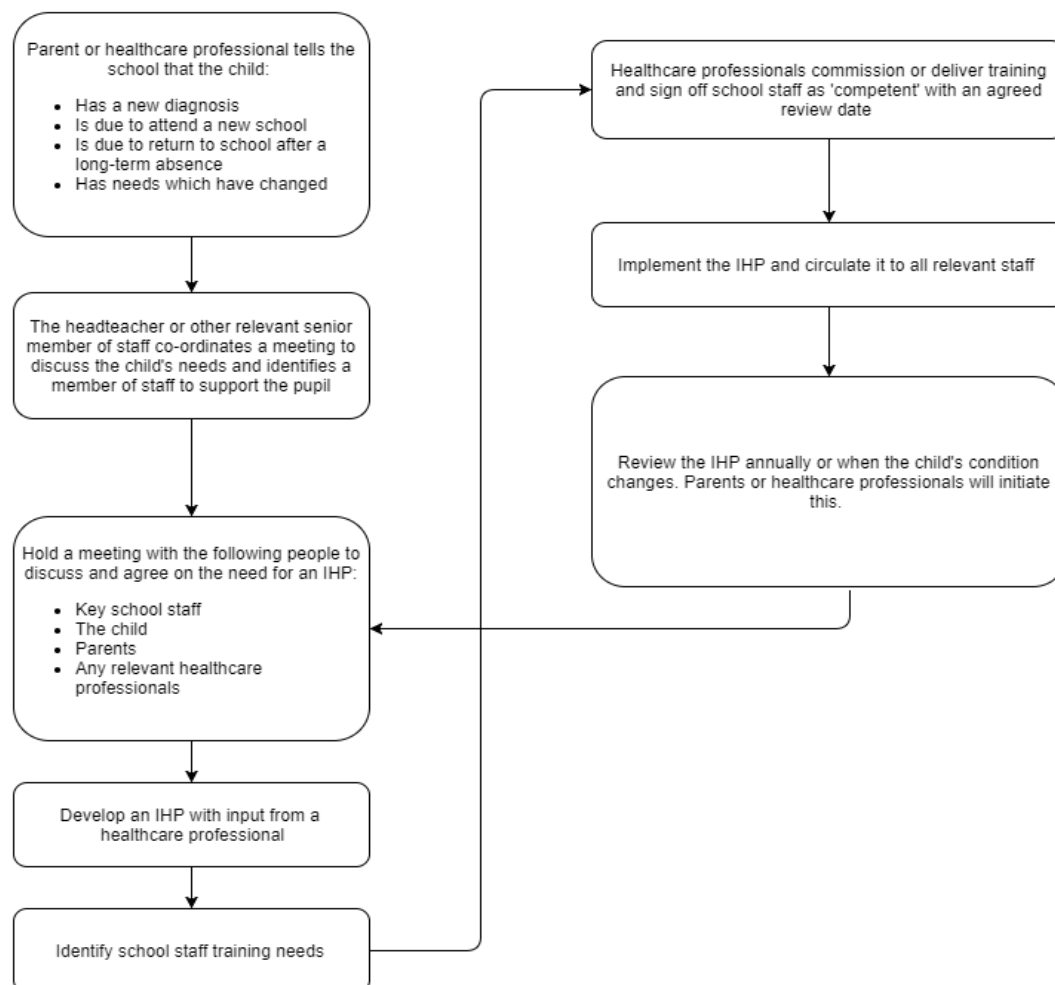 Parent or healthcare professional tells the
school that the child:
Has a new diagnosis
Is due to attend a new school
Is due to return to school after a
long-term absence
Has needs which have changed
The headteacher or other relevant senior
member of staff co-ordinates a meeting to
discuss the child's needs and identifies a
member of staff to support the pupil
Hold a meeting with the following people to
discuss and agree on the need for an IHP:
Key school staff
The child
Parents
Any relevant healthcare
professionals
Develop an IHP with input from a
healthcare professional
Identify school staff training needs
Healthcare professionals commission or deliver training
and sign off school staff as 'competent' with an agreed
review date
Implement the IHP and circulate it to all relevant staff
Review the IHP annually or when the child's condition
changes. Parents or healthcare professionals will initiate
this.